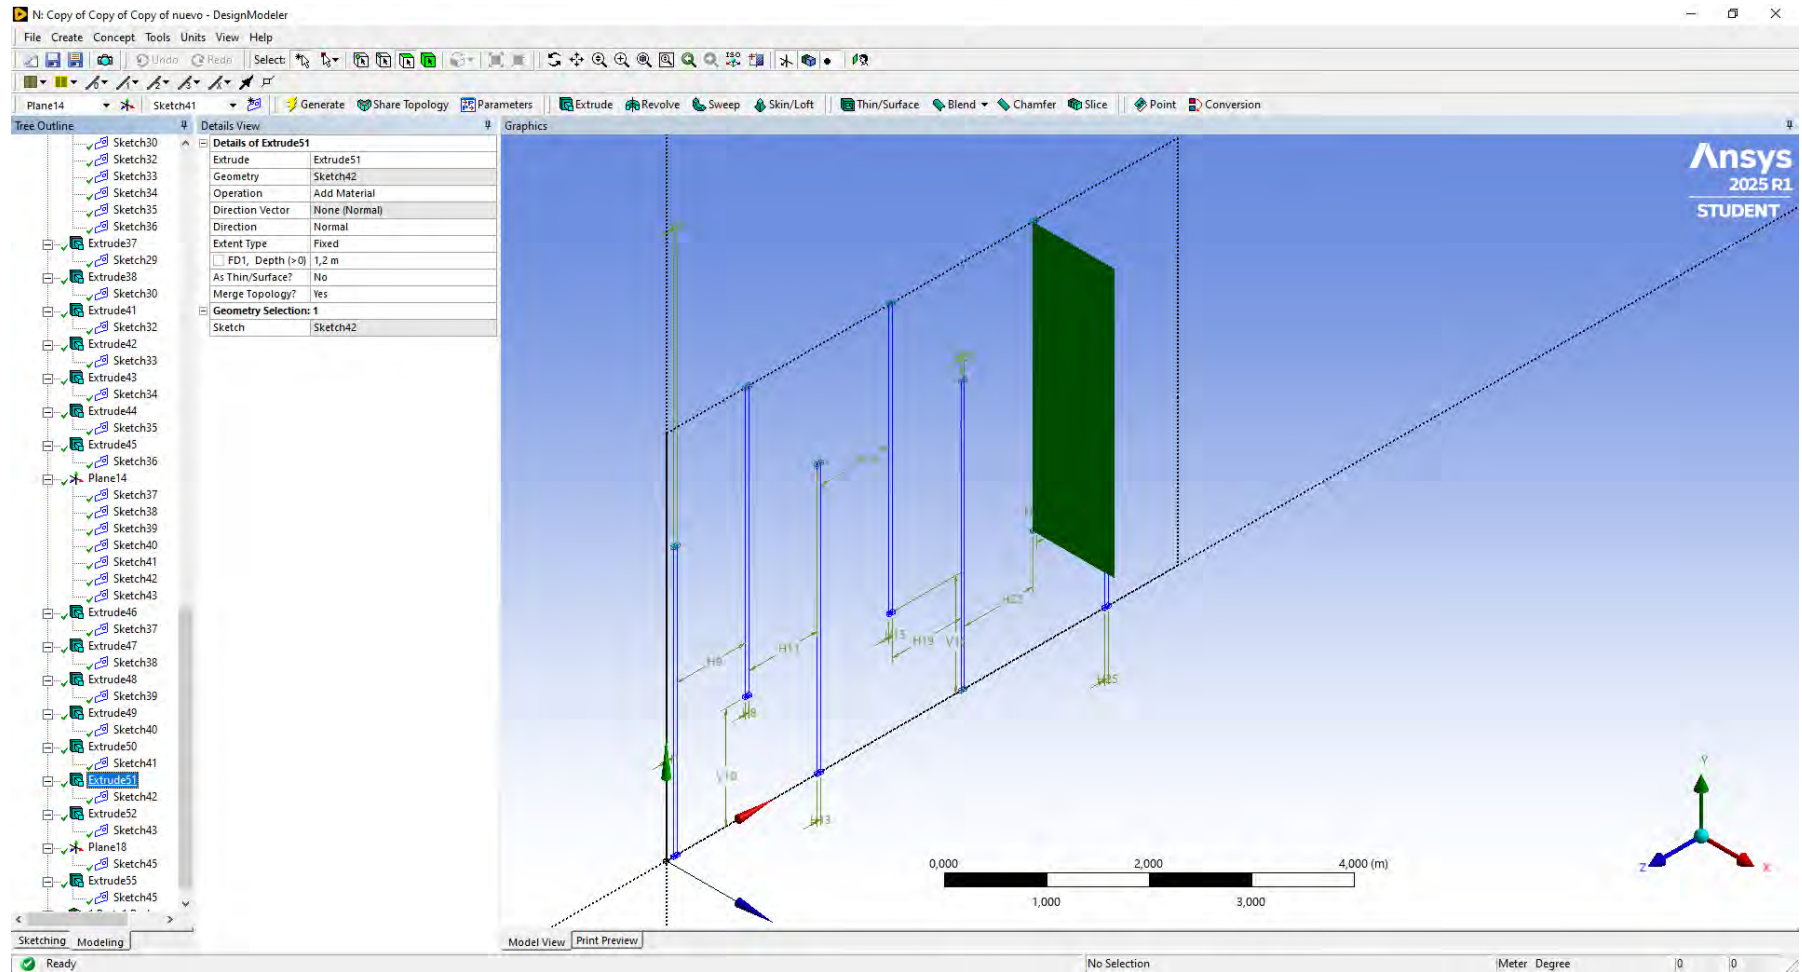 N: Copy of Copy of Copy of nuevo - DesignModeler
File Create Concept Tools Units View Help
Undo Redo Select:
ISO
Plane14 Sketch41 Generate Share Topology Parameters Extrude Revolve Sweep Skin/Loft Thin/Surface Blend Chamfer Slice Point Conversion
Tree Outline
Sketch30
Sketch32
Sketch33
Sketch34
Sketch35
Sketch36
Extrude37
Sketch29
Extrude38
Sketch30
Extrude41
Sketch32
Extrude42
Sketch33
Extrude43
Sketch34
Extrude44
Sketch35
Extrude45
Sketch36
Plane14
Sketch37
Sketch38
Sketch39
Sketch40
Sketch41
Sketch42
Sketch43
Extrude46
Sketch37
Extrude47
Sketch38
Extrude48
Sketch39
Extrude49
Sketch40
Extrude50
Sketch41
Extrude51
Sketch42
Extrude52
Sketch43
Plane18
Sketch45
Extrude55
Sketch45
Sketching Modeling
Details View
Details of Extrude51
Extrude Extrude51
Geometry Sketch42
Operation Add Material
Direction Vector None (Normal)
Direction Normal
Extent Type Fixed
FD1, Depth (>0) 1,2 m
As Thin/Surface? No
Merge Topology? Yes
Geometry Selection: 1
Sketch Sketch42
Graphics
Ansys
2025 R1
STUDENT
H22
H19
H11
H9
V10
0,000 2,000 4,000 (m)
1,000 3,000
Y
Z X
Model View Print Preview
Ready No Selection Meter Degree 0 0